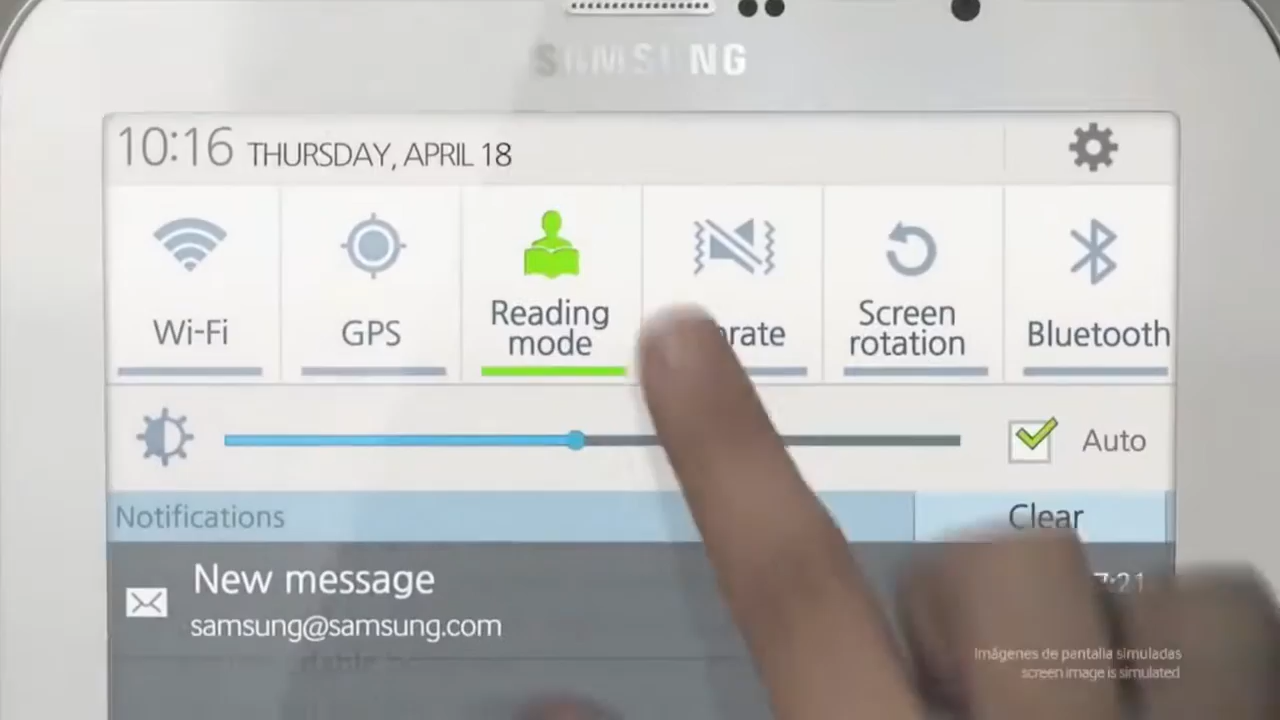 SAMSUNG
10:16 THURSDAY, APRIL 18
Wi-Fi
GPS
Reading
mode
Screen
rotation
Bluetooth
Auto
Notifications
Clear
New message
samsung@samsung.com
Imágenes de pantalla simuladas
screen image is simulated